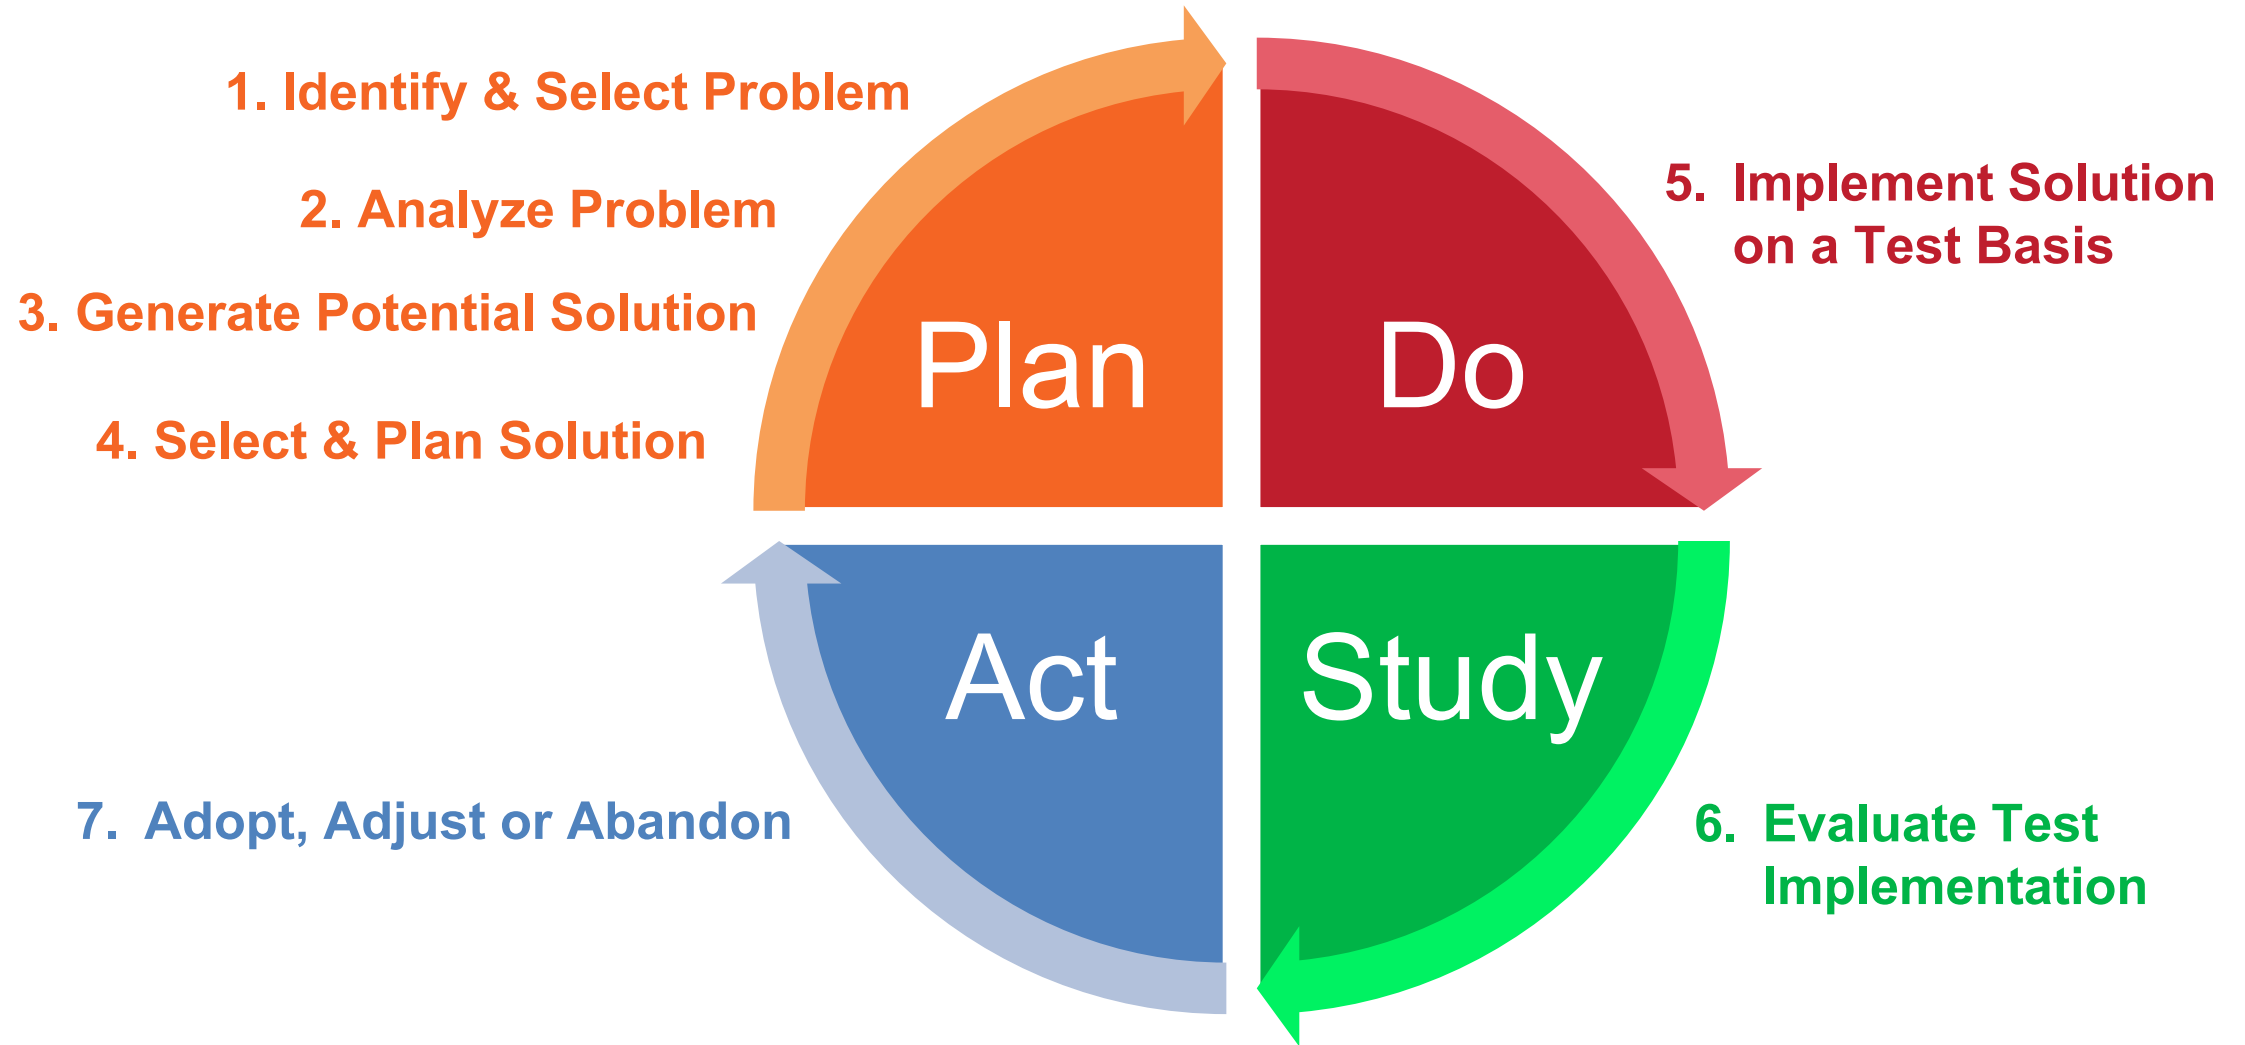 1. Identify & Select Problem
2. Analyze Problem
3. Generate Potential Solution
4. Select & Plan Solution
Plan
Do
5. Implement Solution
on a Test Basis
Act
Study
7. Adopt, Adjust or Abandon
6. Evaluate Test
Implementation